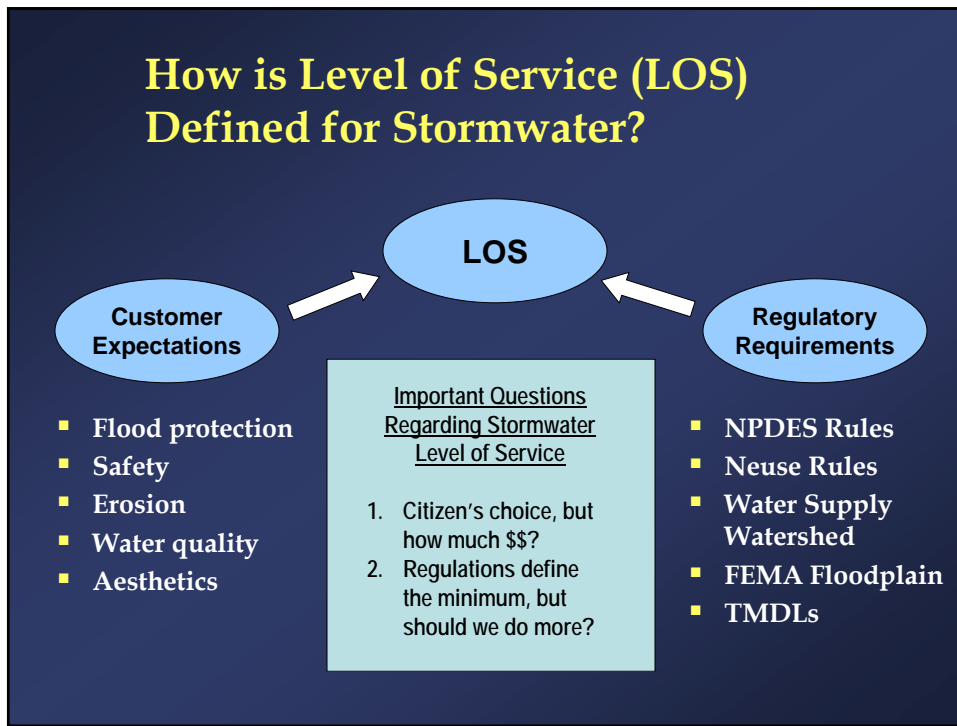 How is Level of Service (LOS)
Defined for Stormwater?
LOS
Customer
Expectations
Regulatory
Requirements
▪ Flood protection
▪ Safety
▪ Erosion
▪ Water quality
▪ Aesthetics
Important Questions
Regarding Stormwater
Level of Service
1. Citizen's choice, but
how much $$?
2. Regulations define
the minimum, but
should we do more?
▪ NPDES Rules
▪ Neuse Rules
▪ Water Supply
Watershed
▪ FEMA Floodplain
▪ TMDLs